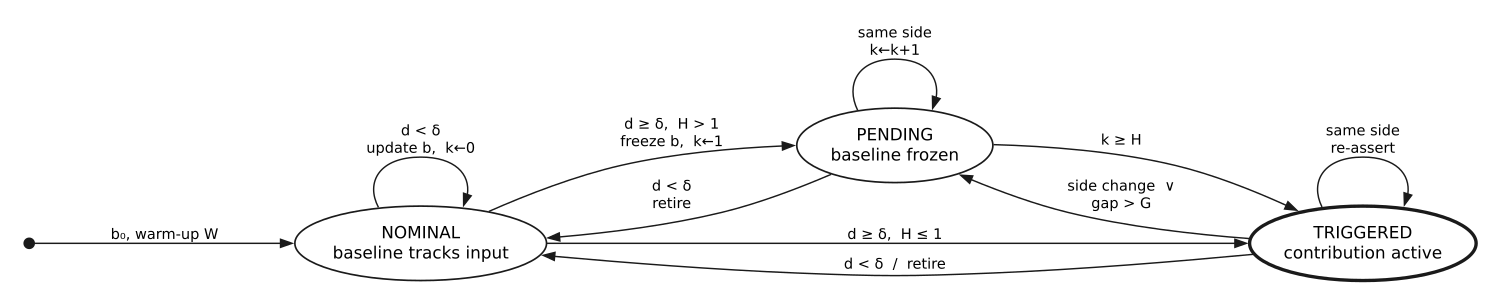 same side
k←k+1
d ≥ δ,  H > 1
freeze b,  k←1
d < δ
update b,  k←0
PENDING
baseline frozen
k ≥ H
same side
re-assert
d < δ
retire
side change  ∨
gap > G
b₀, warm-up W
NOMINAL
baseline tracks input
d ≥ δ,  H ≤ 1
TRIGGERED
contribution active
d < δ  /  retire